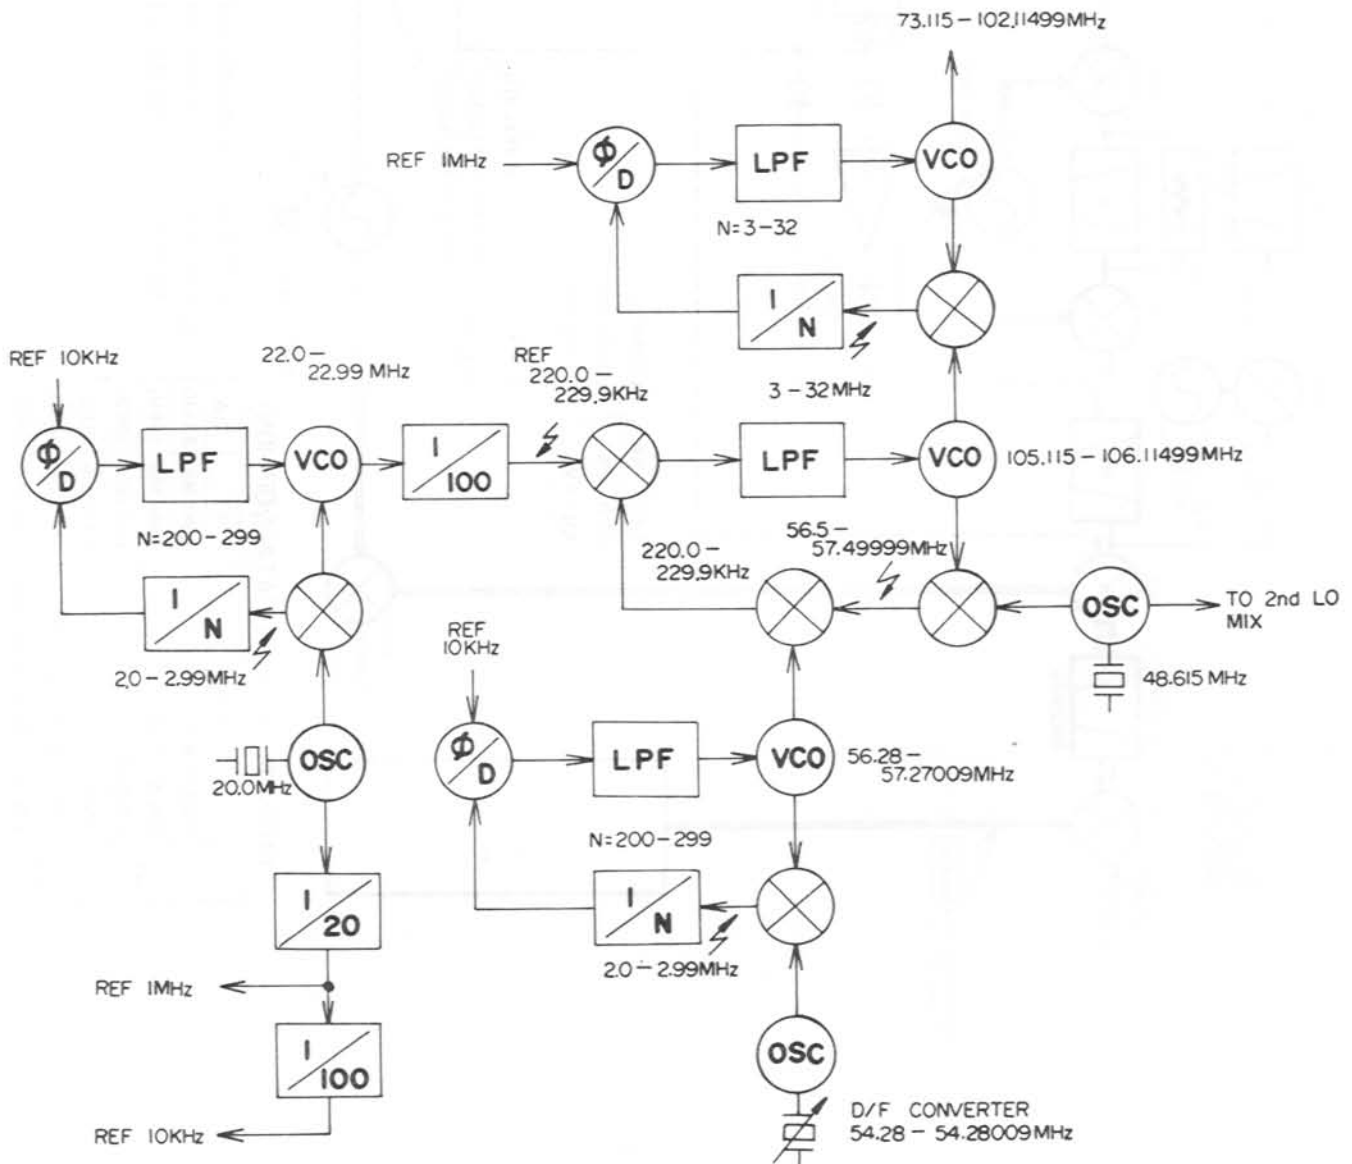 73.115-102.11499MHz
REF 1MHz
Φ/D
LPF
VCO
N=3-32
1/N
3-32MHz
REF 10KHz
22.0-
22.99 MHz
REF
220.0-
229.9KHz
Φ/D
LPF
VCO
1/100
LPF
VCO
105.115-106.11499MHz
N=200-299
220.0-
229.9KHz
56.5-
57.49999MHz
1/N
2.0-2.99MHz
OSC
TO 2nd LO
MIX
48.615 MHz
REF
10KHz
20.0MHz
OSC
Φ/D
LPF
VCO
56.28-
57.27009MHz
N=200-299
1/20
1/N
2.0-2.99MHz
REF 1MHz
1/100
OSC
REF 10KHz
D/F CONVERTER
54.28-54.28009MHz